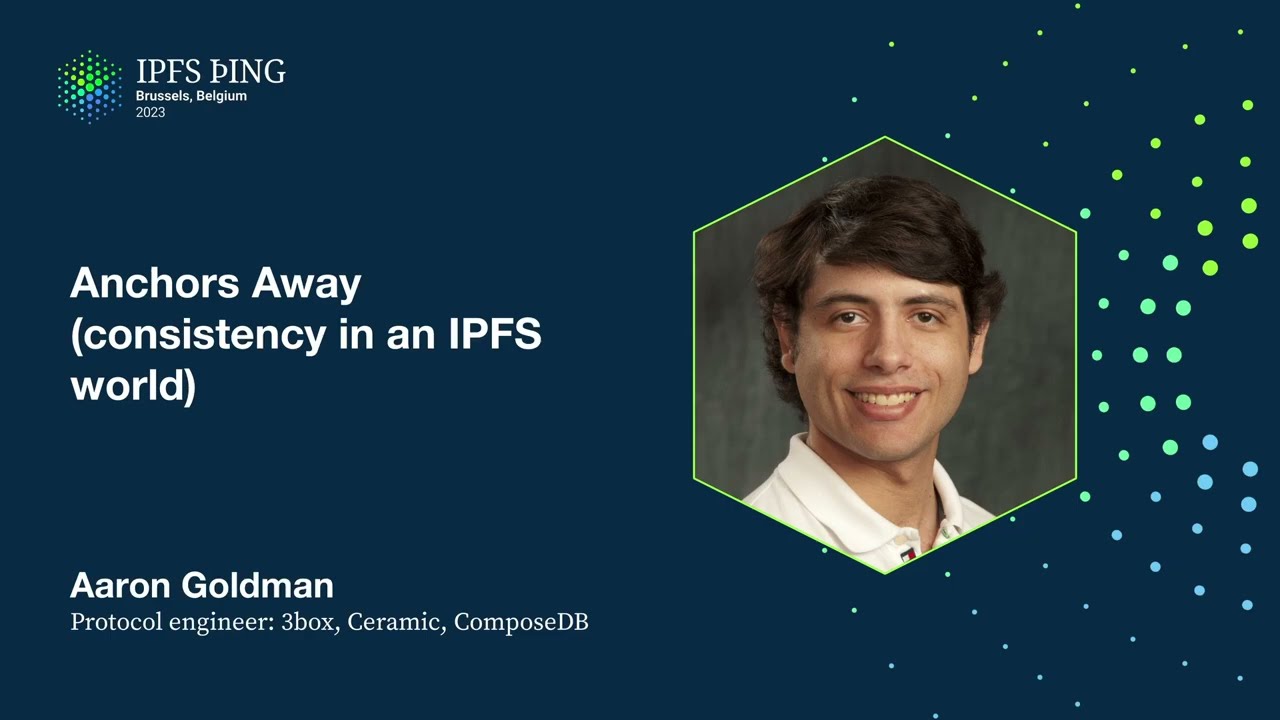 IPFS ÞING
Brussels, Belgium
2023
Anchors Away
(consistency in an IPFS
world)
Aaron Goldman
Protocol engineer: 3box, Ceramic, ComposeDB